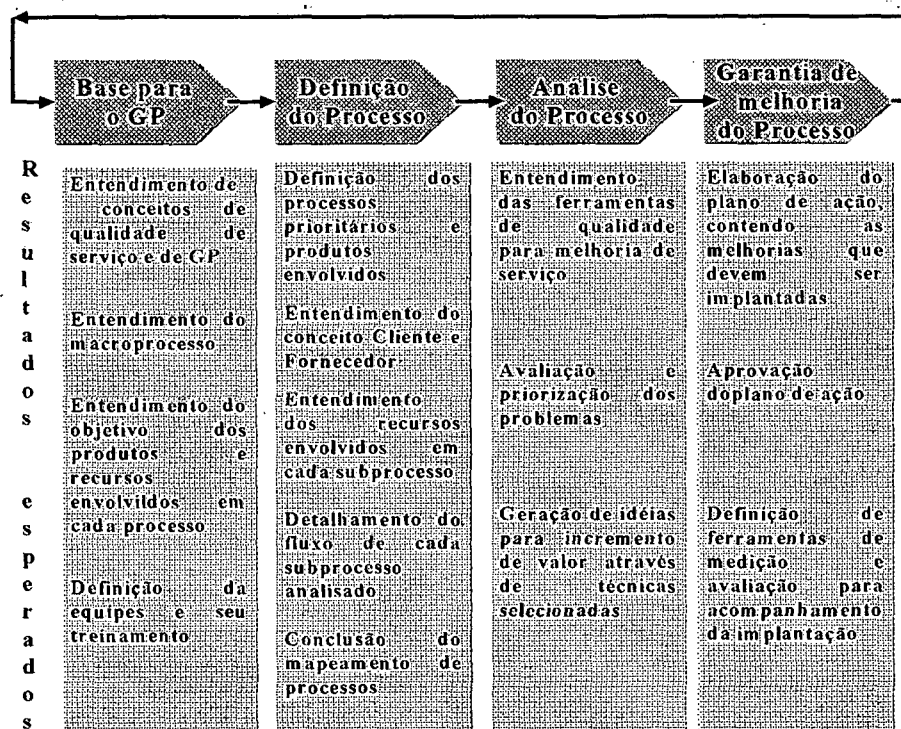 Base para
o GP
Definição
do Processo
Análise
do Processo
Garantia de
melhoria
do Processo
Resultados esperados
Entendimento de
conceitos de
qualidade de
serviço e de GP
Entendimento do
macroprocesso
Entendimento do
objetivo dos
produtos e
recursos
envolvildos em
cada processo
Definição da
equipes e seu
treinamento
Definição dos
processos
prioritários e
produtos
envolvidos
Entendimento do
conceito Cliente e
Fornecedor
Entendimento
dos recursos
envolvidos em
cada subprocesso
Detalhamento do
fluxo de cada
subprocesso
analisado
Conclusão do
mapeamento de
processos
Entendimento
das ferramentas
de qualidade
para melhoria de
serviço
Avaliação e
priorização dos
problemas
Geração de idéias
para incremento
de valor através
de técnicas
selecionadas
Elaboração do
plano de ação,
contendo as
melhorias que
devem ser
implantadas
Aprovação
doplano de ação
Definição de
ferramentas de
medição e
avaliação para
acompanhamento
da implantação